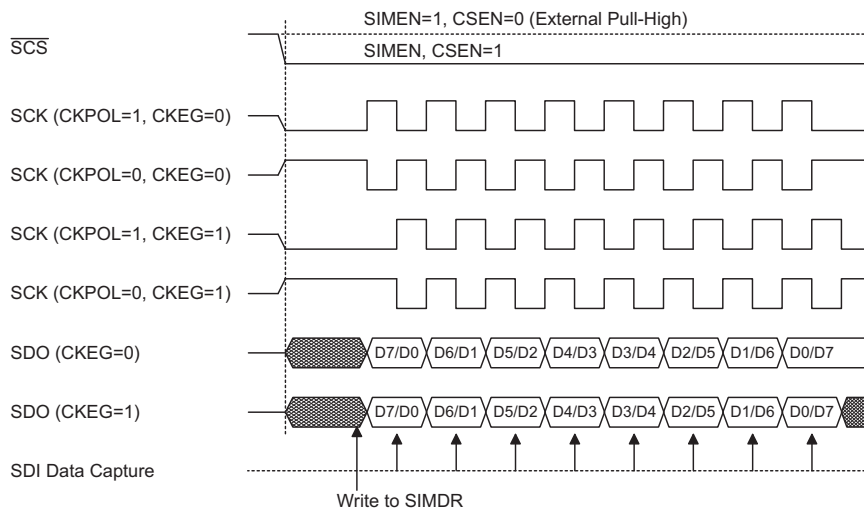 SIMEN=1, CSEN=0 (External Pull-High)
SCS
SIMEN, CSEN=1
SCK (CKPOL=1, CKEG=0)
SCK (CKPOL=0, CKEG=0)
SCK (CKPOL=1, CKEG=1)
SCK (CKPOL=0, CKEG=1)
SDO (CKEG=0) D7/D0 D6/D1 D5/D2 D4/D3 D3/D4 D2/D5 D1/D6 D0/D7
SDO (CKEG=1) D7/D0 D6/D1 D5/D2 D4/D3 D3/D4 D2/D5 D1/D6 D0/D7
SDI Data Capture
Write to SIMDR